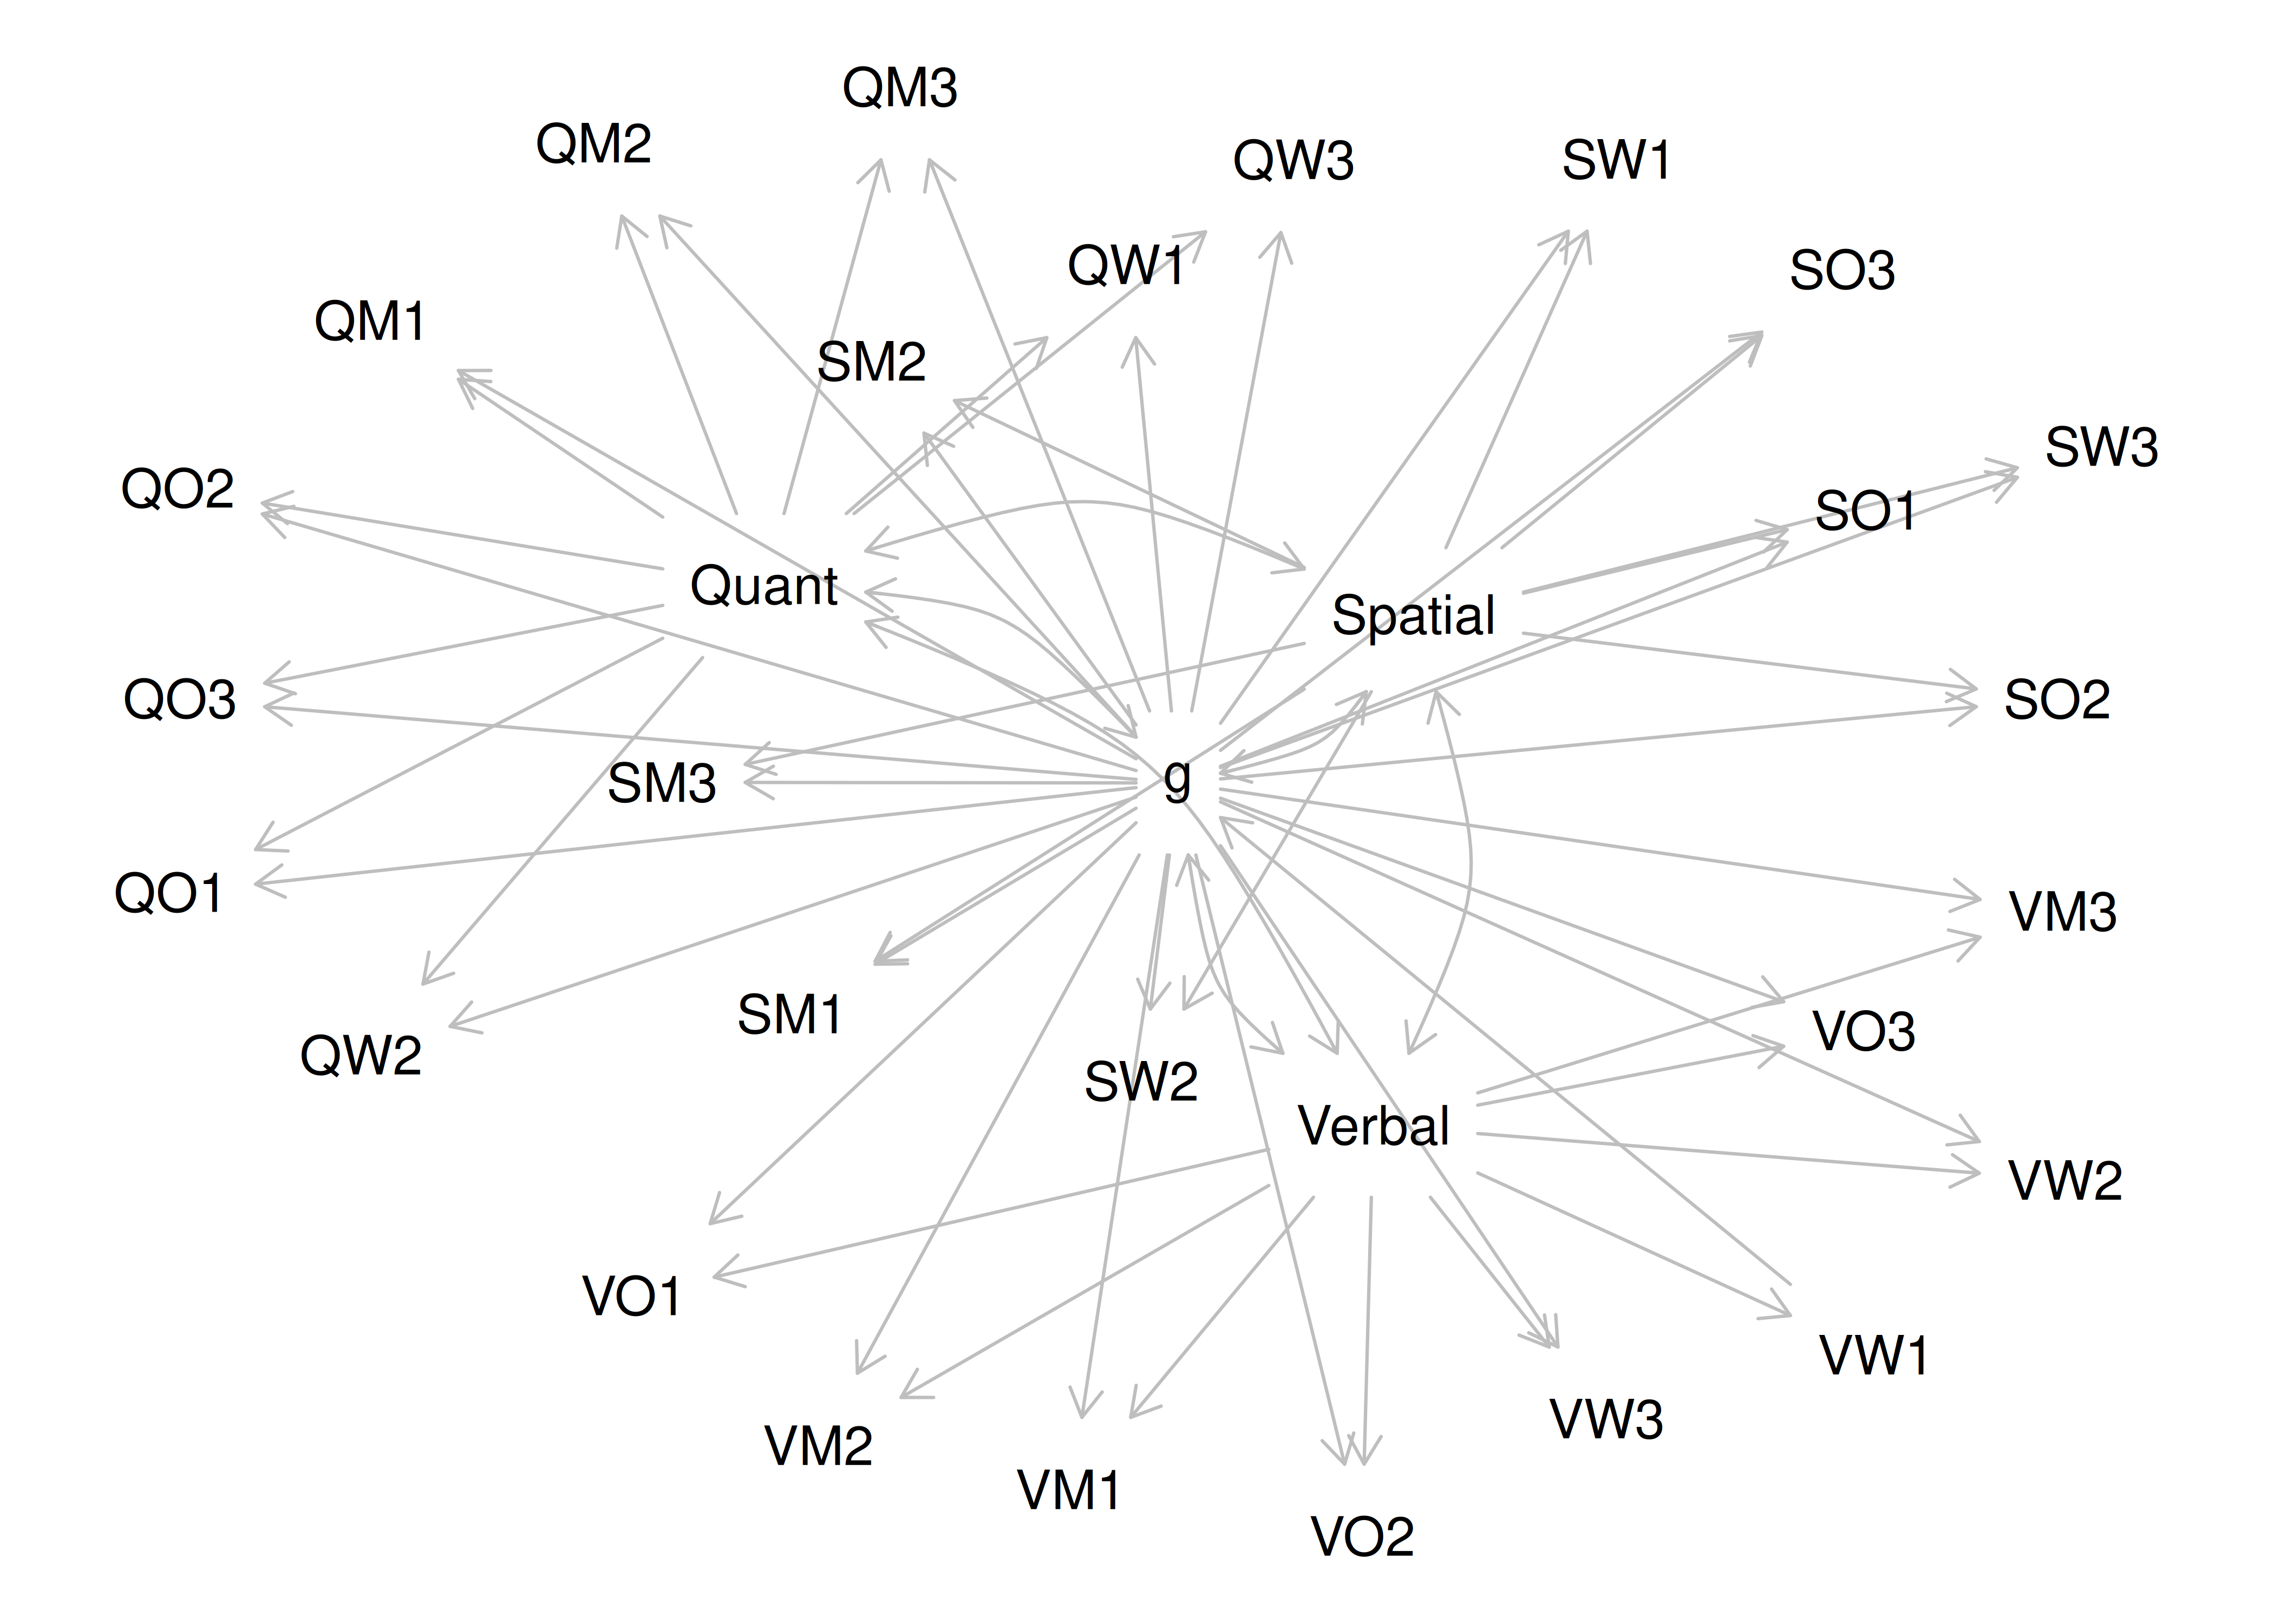 QM3
QM2
QW3
SW1
QW1
SO3
QM1
SM2
SW3
QO2
SO1
Quant
Spatial
QO3
SO2
g
SM3
QO1
VM3
SM1
VO3
QW2
SW2
Verbal
VW2
VO1
VW1
VW3
VM2
VM1
VO2